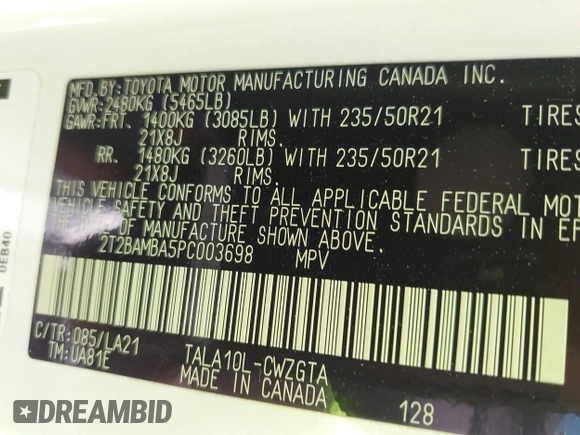 MFD.BY:TOYOTA MOTOR MANUFACTURING CANADA INC.
GVWR:2480KG (5465LB)
GAWR:FRT. 1400KG (3085LB) WITH 235/50R21 TIRES
21X8J RIMS.
RR. 1480KG (3260LB) WITH 235/50R21 TIRES
21X8J RIMS.
THIS VEHICLE CONFORMS TO ALL APPLICABLE FEDERAL MOT
VEHICLE SAFETY AND THEFT PREVENTION STANDARDS IN EF
THE DATE OF MANUFACTURE SHOWN ABOVE.
2T2BAMBA5PC003698 MPV
C/TR:085/LA21 TALA10L-CWZGTA
TM:UA81E MADE IN CANADA 128
0EB40
DREAMBID